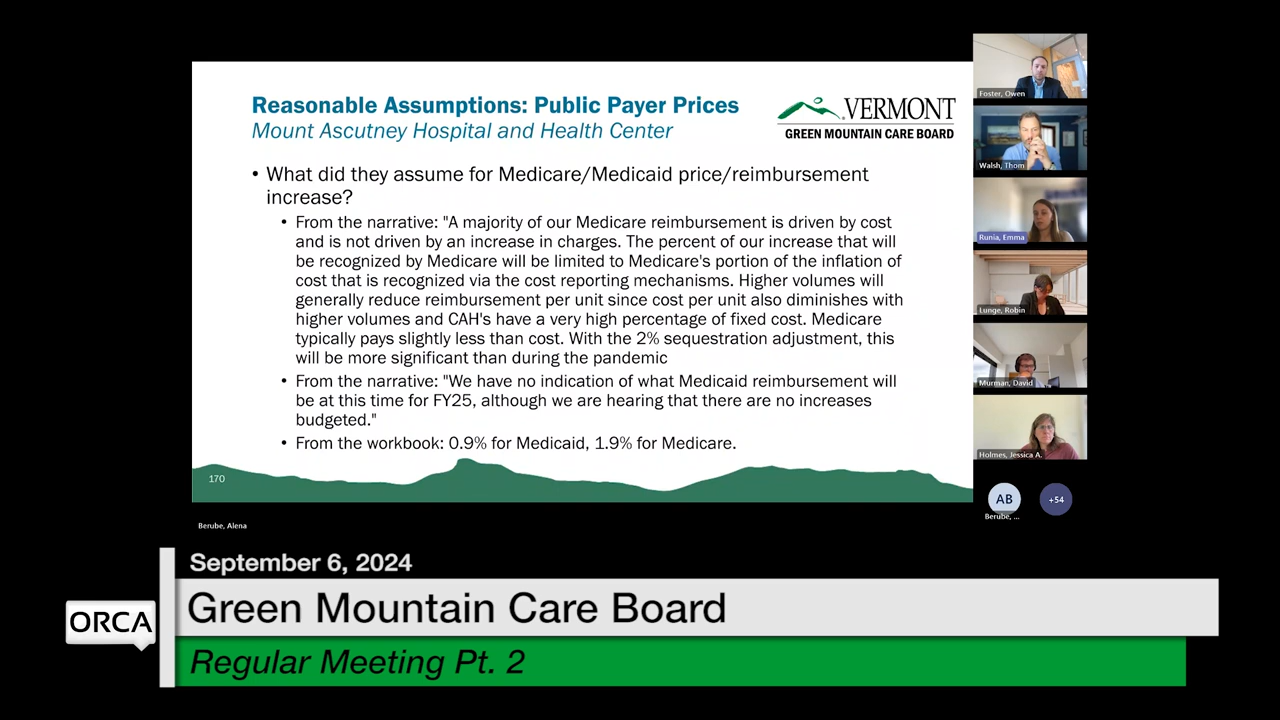 Reasonable Assumptions: Public Payer Prices
Mount Ascutney Hospital and Health Center
VERMONT
GREEN MOUNTAIN CARE BOARD
• What did they assume for Medicare/Medicaid price/reimbursement
increase?
• From the narrative: "A majority of our Medicare reimbursement is driven by cost
and is not driven by an increase in charges. The percent of our increase that will
be recognized by Medicare will be limited to Medicare's portion of the inflation of
cost that is recognized via the cost reporting mechanisms. Higher volumes will
generally reduce reimbursement per unit since cost per unit also diminishes with
higher volumes and CAH's have a very high percentage of fixed cost. Medicare
typically pays slightly less than cost. With the 2% sequestration adjustment, this
will be more significant than during the pandemic
• From the narrative: "We have no indication of what Medicaid reimbursement will
be at this time for FY25, although we are hearing that there are no increases
budgeted."
• From the workbook: 0.9% for Medicaid, 1.9% for Medicare.
170
Foster, Owen
Walsh, Thom
Runia, Emma
Lunge, Robin
Murman, David
Holmes, Jessica A.
AB
+54
Berube, ...
Berube, Alena
September 6, 2024
ORCA
Green Mountain Care Board
Regular Meeting Pt. 2